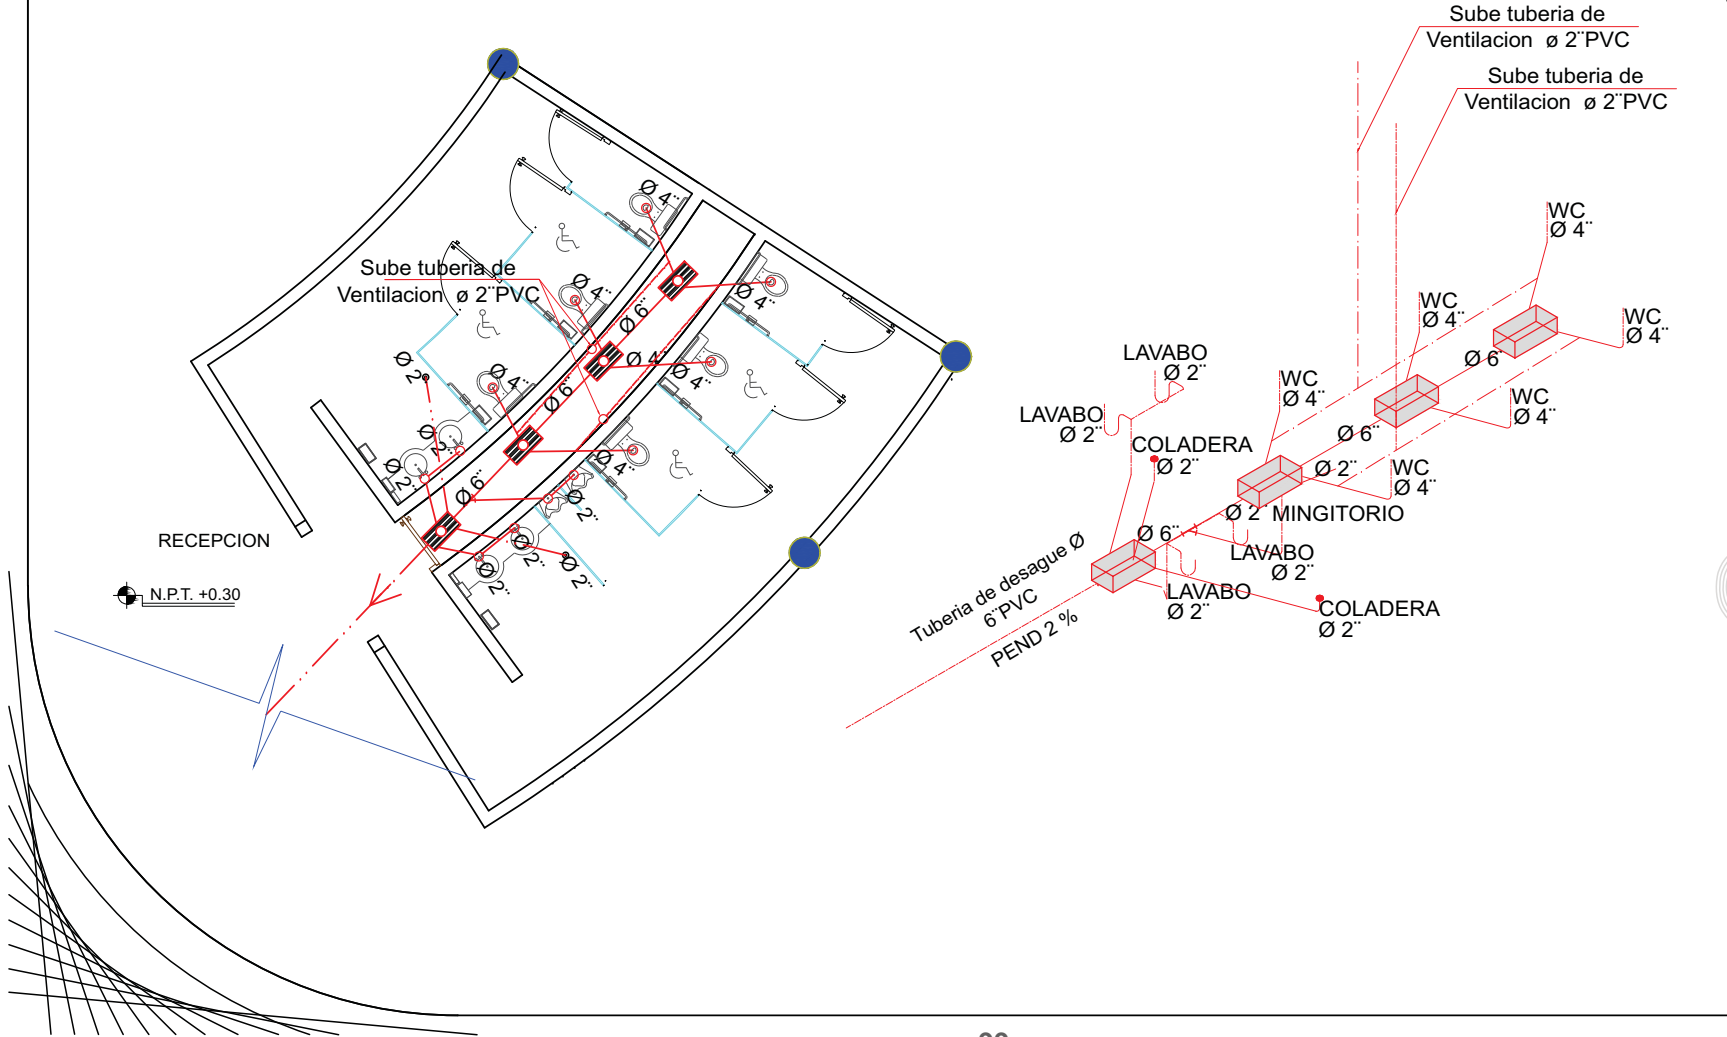 Sube tuberia de
Ventilacion ø 2¨PVC
Sube tuberia de
Ventilacion ø 2¨PVC
Ø 4¨
Sube tuberia de
Ventilacion ø 2¨PVC
Ø 4¨
Ø 6¨
Ø 4¨
Ø 4¨
Ø 4¨
Ø 2¨
Ø 4¨
Ø 6¨
Ø 2¨
Ø 2¨
Ø 6¨
Ø 4¨
Ø 2¨
Ø 2¨
Ø 2¨
Ø 2¨
RECEPCION
N.P.T. +0.30
WC
Ø 4¨
WC
Ø 4¨
WC
Ø 4¨
Ø 6¨
LAVABO
Ø 2¨
WC
Ø 4¨
WC
Ø 4¨
LAVABO
Ø 2¨
Ø 6¨
COLADERA
Ø 2¨
Ø 2¨
WC
Ø 4¨
Ø 2¨
MINGITORIO
Ø 6¨
LAVABO
Ø 2¨
Tuberia de desague Ø
6¨PVC
PEND 2 %
LAVABO
Ø 2¨
COLADERA
Ø 2¨